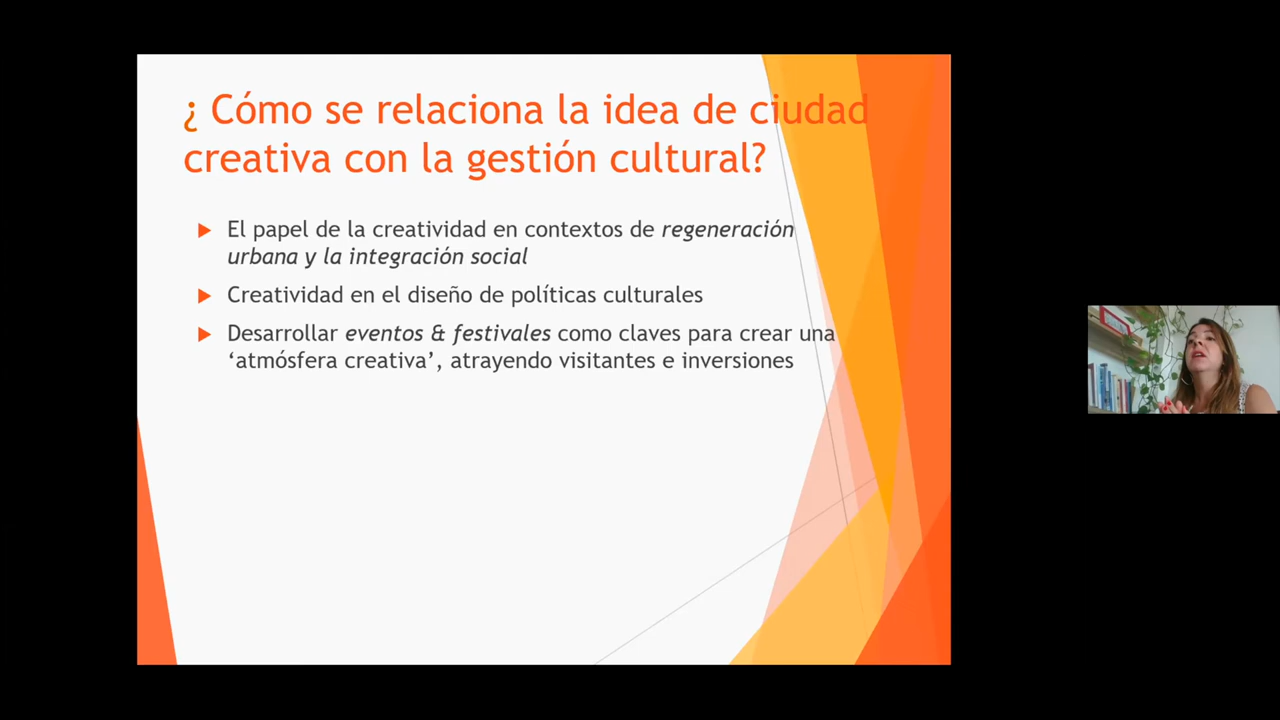 ¿ Cómo se relaciona la idea de ciudad
creativa con la gestión cultural?
El papel de la creatividad en contextos de regeneración
urbana y la integración social
Creatividad en el diseño de políticas culturales
Desarrollar eventos & festivales como claves para crear una
‘atmósfera creativa’, atrayendo visitantes e inversiones